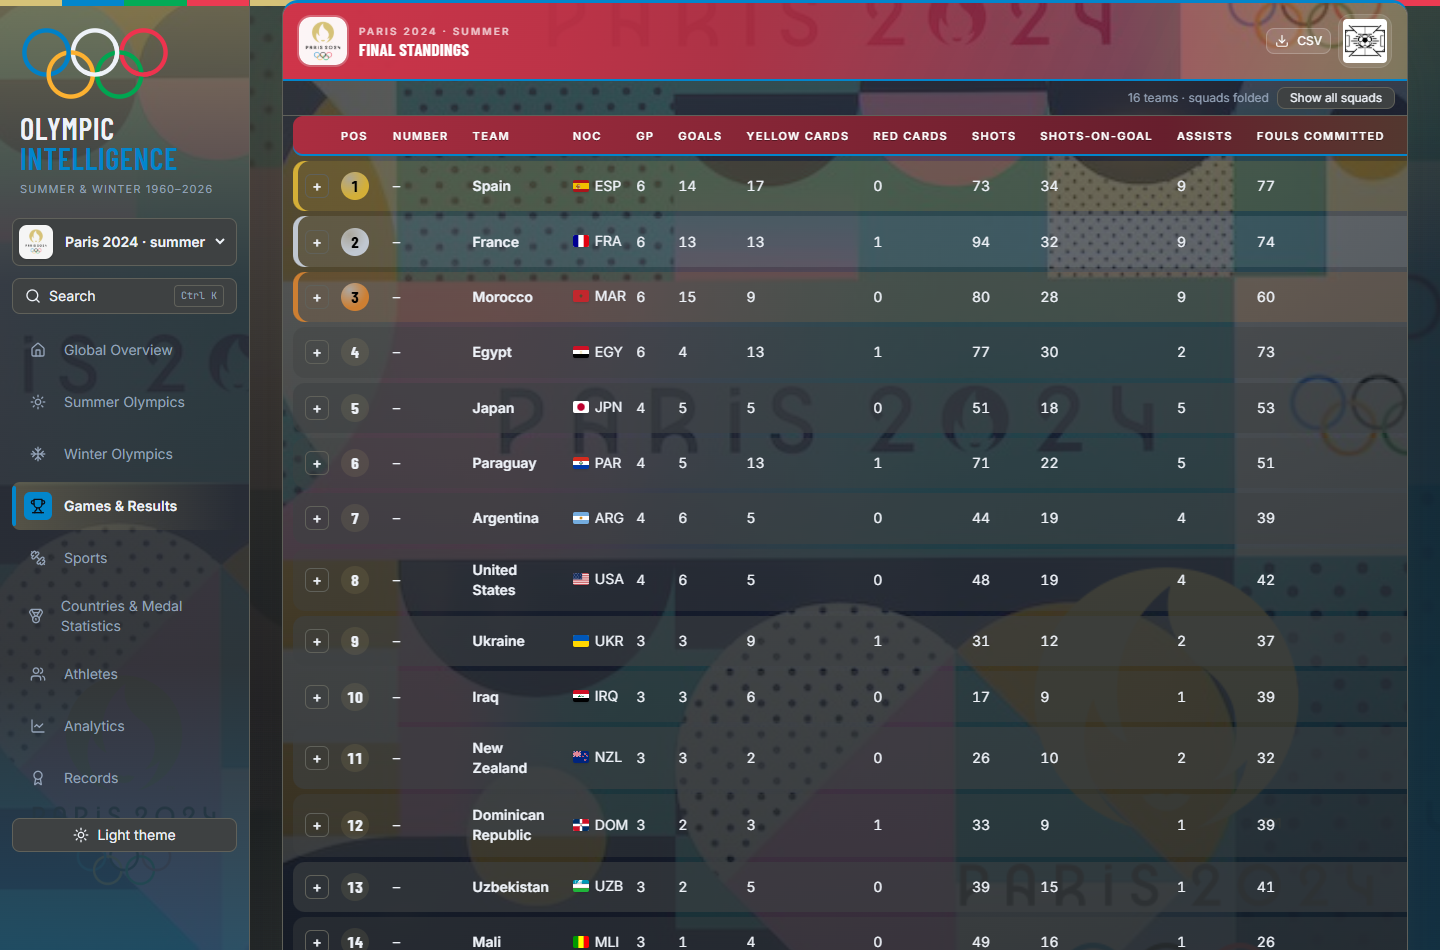 OLYMPIC
INTELLIGENCE
SUMMER & WINTER 1960–2026
Paris 2024 · summer
Search
Ctrl K
Global Overview
Summer Olympics
Winter Olympics
Games & Results
Sports
Countries & Medal
Statistics
Athletes
Analytics
Records
Light theme
PARIS 2024
PARIS 2024 · SUMMER
FINAL STANDINGS
CSV
16 teams · squads folded
Show all squads
POS NUMBER TEAM NOC GP GOALS YELLOW CARDS RED CARDS SHOTS SHOTS-ON-GOAL ASSISTS FOULS COMMITTED
+ 1 – Spain ESP 6 14 17 0 73 34 9 77
+ 2 – France FRA 6 13 13 1 94 32 9 74
+ 3 – Morocco MAR 6 15 9 0 80 28 9 60
+ 4 – Egypt EGY 6 4 13 1 77 30 2 73
+ 5 – Japan JPN 4 5 5 0 51 18 5 53
+ 6 – Paraguay PAR 4 5 13 1 71 22 5 51
+ 7 – Argentina ARG 4 6 5 0 44 19 4 39
+ 8 – United States USA 4 6 5 0 48 19 4 42
+ 9 – Ukraine UKR 3 3 9 1 31 12 2 37
+ 10 – Iraq IRQ 3 3 6 0 17 9 1 39
+ 11 – New Zealand NZL 3 3 2 0 26 10 2 32
+ 12 – Dominican Republic DOM 3 2 3 1 33 9 1 39
+ 13 – Uzbekistan UZB 3 2 5 0 39 15 1 41
+ 14 – Mali MLI 3 1 4 0 49 16 1 26
PARiS 2024
PARiS 2024